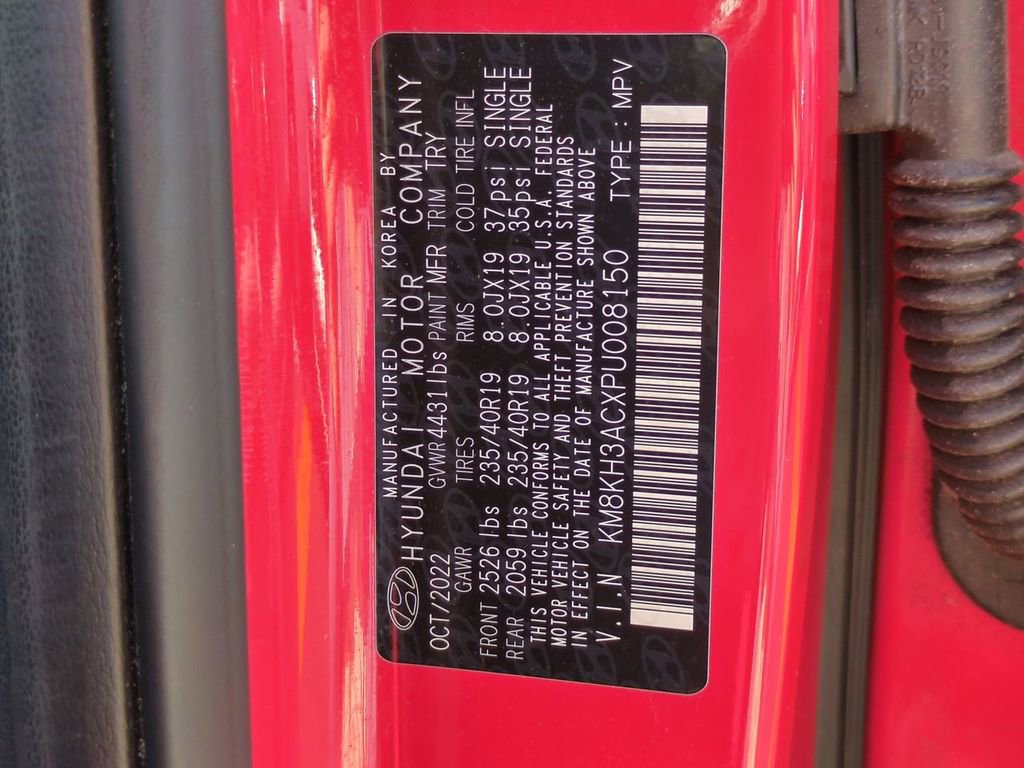 MANUFACTURED IN KOREA BY
HYUNDAI MOTOR COMPANY
OCT/2022 GVWR 4431lbs PAINT MFR TRIM TRY
GAWR TIRES RIMS COLD TIRE INFL
FRONT 2526 lbs 235/40R19 8.0JX19 37psi SINGLE
REAR 2059 lbs 235/40R19 8.0JX19 35psi SINGLE
THIS VEHICLE CONFORMS TO ALL APPLICABLE U.S.A. FEDERAL
MOTOR VEHICLE SAFETY AND THEFT PREVENTION STANDARDS
IN EFFECT ON THE DATE OF MANUFACTURE SHOWN ABOVE
V.I.N KM8KH3ACXPU008150 TYPE : MPV